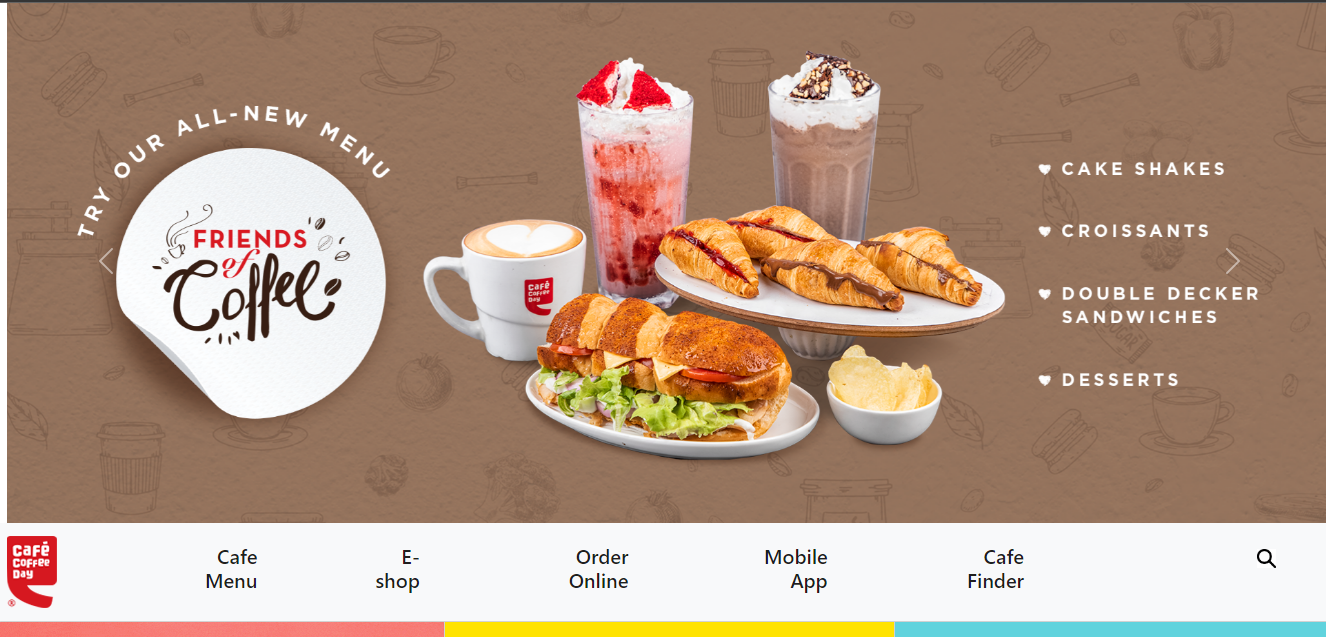 TRY OUR ALL-NEW MENU
FRIENDS
of
Coffee
Café
Coffee
Day
CAKE SHAKES
CROISSANTS
DOUBLE DECKER
SANDWICHES
DESSERTS
Café
Coffee
Day
®
Cafe
Menu
E-
shop
Order
Online
Mobile
App
Cafe
Finder